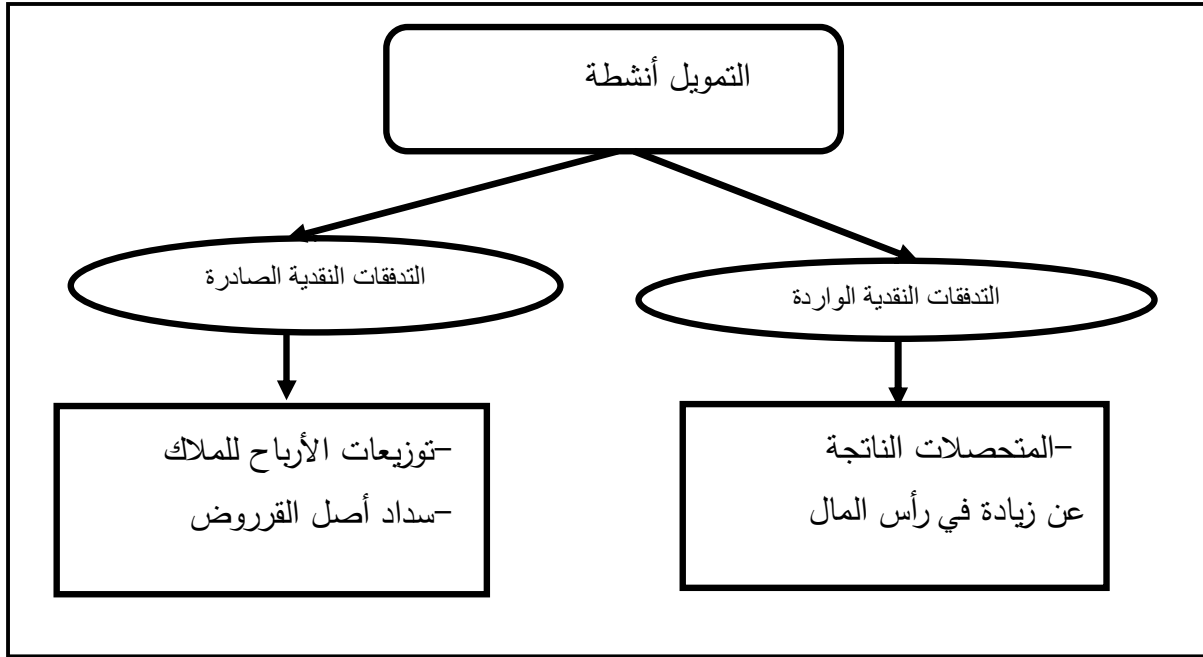 التمويل أنشطة
التدفقات النقدية الواردة
التدفقات النقدية الصادرة
-المتحصلات الناتجة
عن زيادة في رأس المال
-توزيعات الأرباح للملاك
-سداد أصل القرروض